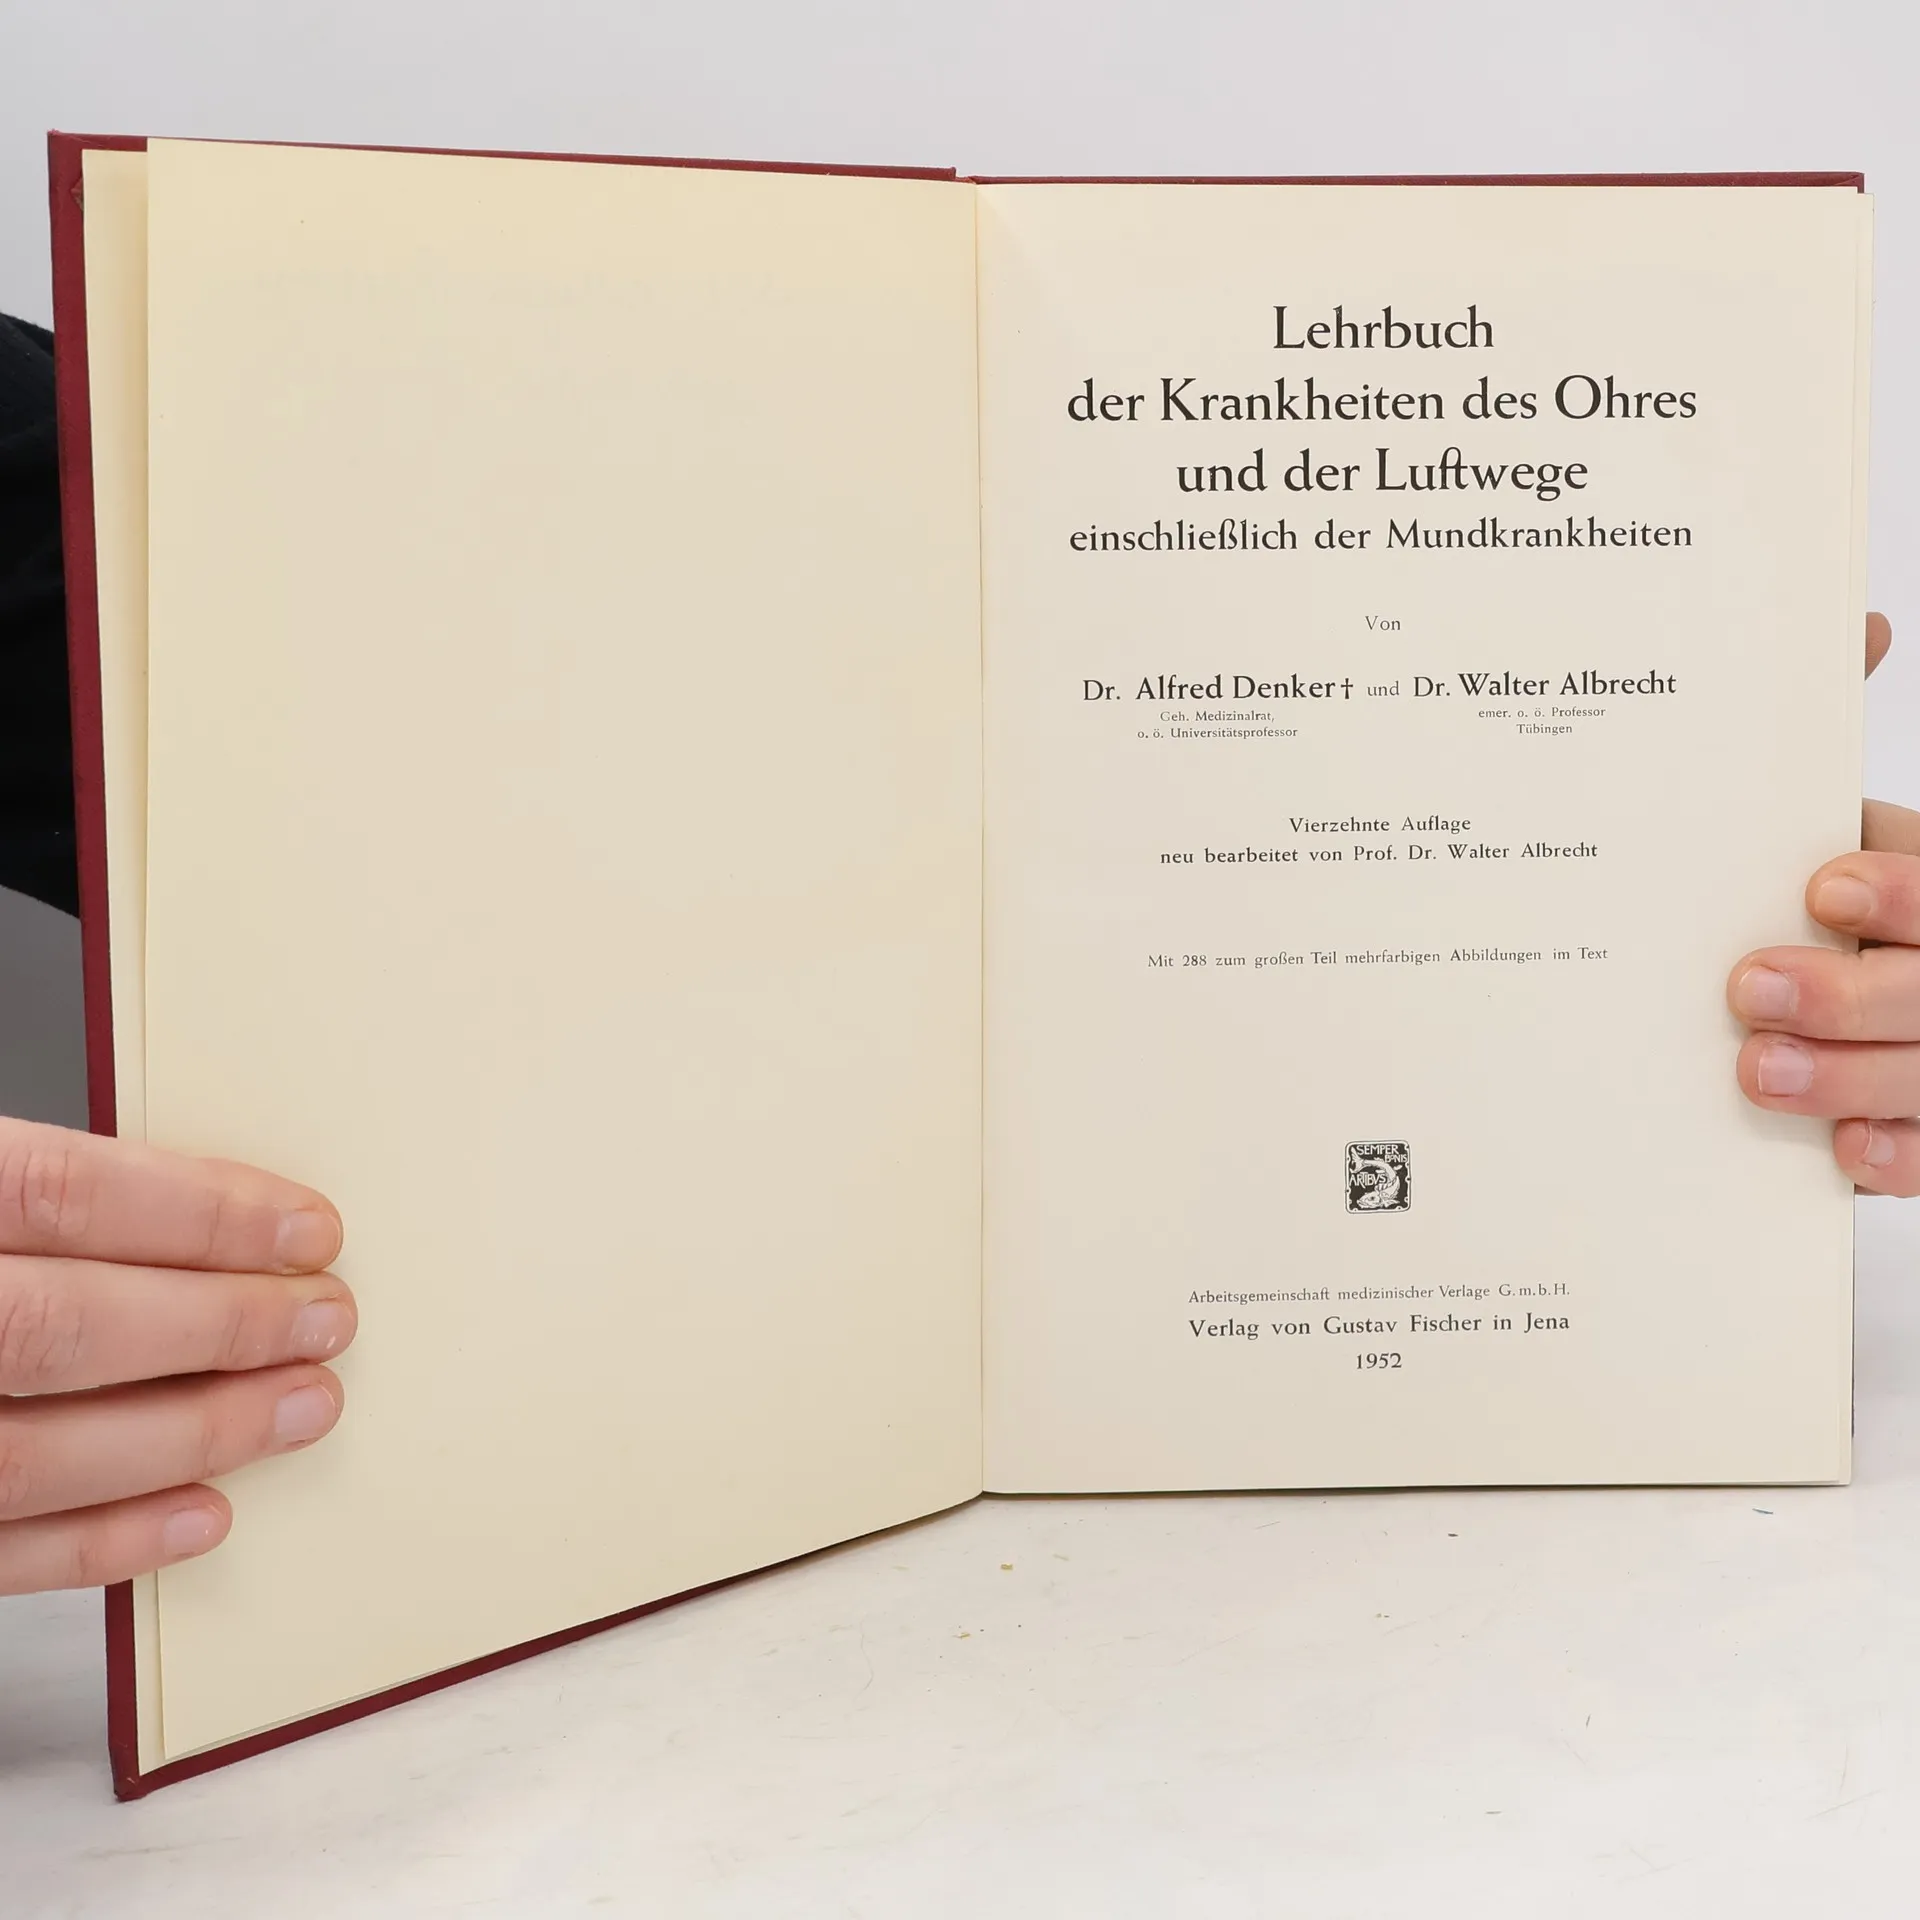 Lehrbuch
der Krankheiten des Ohres
und der Luftwege
einschließlich der Mundkrankheiten
Von
Dr. Alfred Denker† und Dr. Walter Albrecht
Geh. Medizinalrat,
o. ö. Universitätsprofessor
emer. o. ö. Professor
Tübingen
Vierzehnte Auflage
neu bearbeitet von Prof. Dr. Walter Albrecht
Mit 288 zum großen Teil mehrfarbigen Abbildungen im Text
SEMPER
BONIS
ARTIBVS
Arbeitsgemeinschaft medizinischer Verlage G.m.b.H.
Verlag von Gustav Fischer in Jena
1952